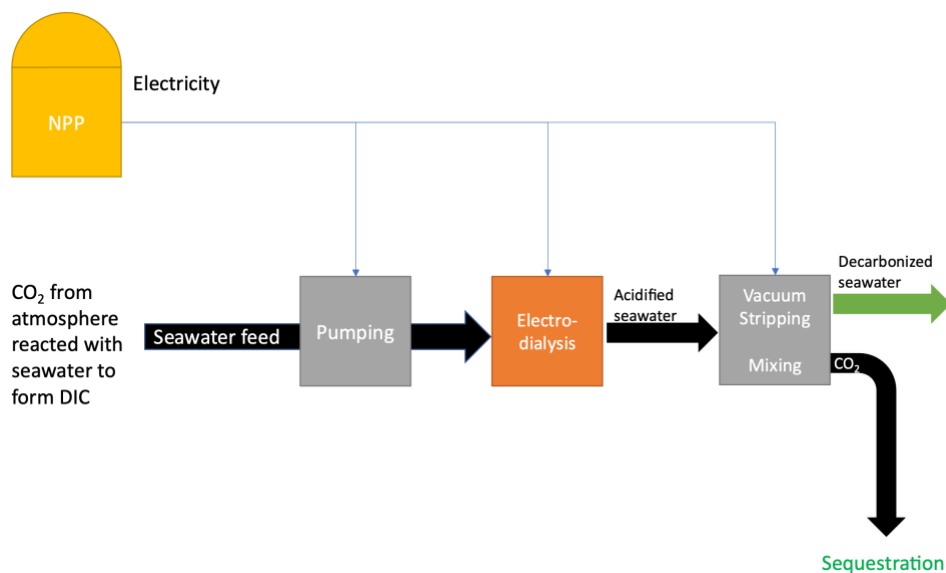 Electricity
NPP
CO₂ from
atmosphere
reacted with
seawater to
form DIC
Seawater feed
Pumping
Electro-
dialysis
Acidified
seawater
Vacuum
Stripping
Mixing
Decarbonized
seawater
CO₂
Sequestration